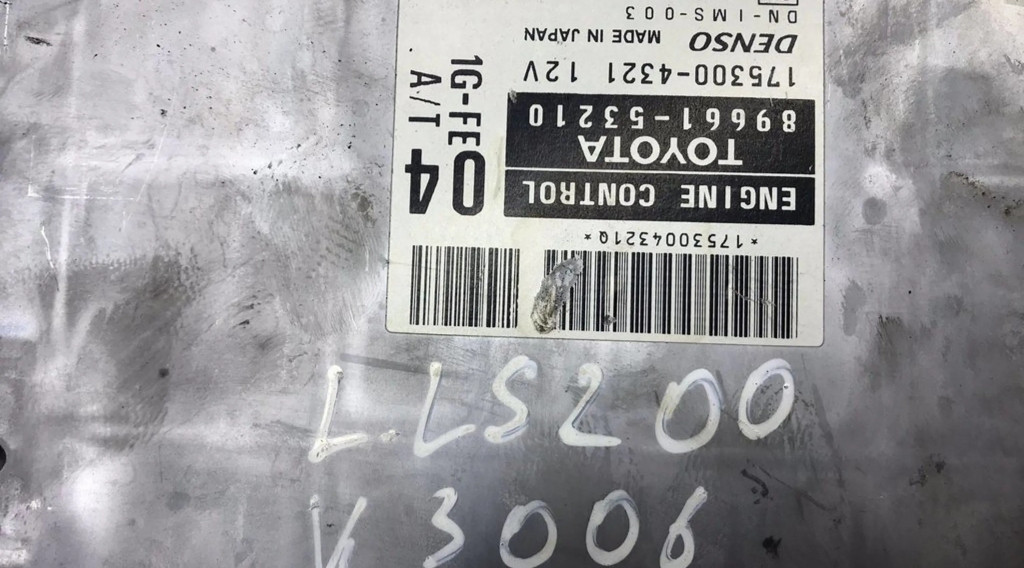 ENGINE CONTROL
TOYOTA
89661-53210
175300-4321 12V
DENSO MADE IN JAPAN
DN-IMS-003
04
1G-FE
A/T
*1753004321Q*
L.LS200
V3006